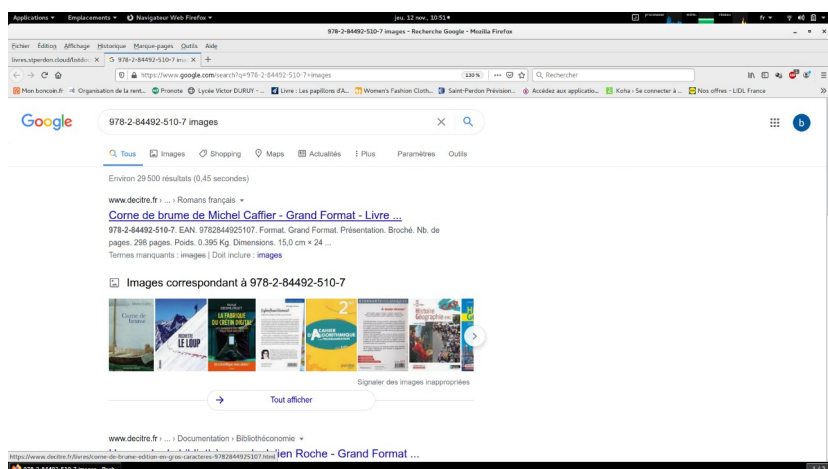 Applications ▾ Emplacements ▾ Navigateur Web Firefox ▾ jeu. 12 nov., 10:51 fr ▾
978-2-84492-510-7 images - Recherche Google - Mozilla Firefox
Fichier Édition Affichage Historique Marque-pages Outils Aide
livres.stperdon.cloud/ 978-2-84492-510-7 ima
https://www.google.com/search?q=978-2-84492-510-7+images 130% Rechercher
Mon boncoin.fr Organisation de la rent... Pronote Lycée Victor DURUY - ... Livre : Les papillons d'A... Women's Fashion Cloth... Saint-Perdon Prévision... Accédez aux applicatio... Koha › Se connecter à ... Nos offres - LIDL France
Google 978-2-84492-510-7 images b
Tous Images Shopping Maps Actualités Plus Paramètres Outils
Environ 29 500 résultats (0,45 secondes)
www.decitre.fr › ... › Romans français
Corne de brume de Michel Caffier - Grand Format - Livre ...
978-2-84492-510-7. EAN. 9782844925107. Format. Grand Format. Présentation. Broché. Nb. de
pages. 298 pages. Poids. 0.395 Kg. Dimensions. 15,0 cm × 24 ...
Termes manquants : images | Doit inclure : images
Images correspondant à 978-2-84492-510-7
Corne de
brume
LE LOUP
LA FABRIQUE
DU CRÉTIN DIGITAL
2
CAHIER
D'ALGORITHMIQUE
Histoire
Géographie
Signaler des images inappropriées
Tout afficher
www.decitre.fr › ... › Documentation › Bibliothéconomie
ien Roche - Grand Format ...
https://www.decitre.fr/livres/corne-de-brume-edition-en-gros-caracteres-9782844925107.html